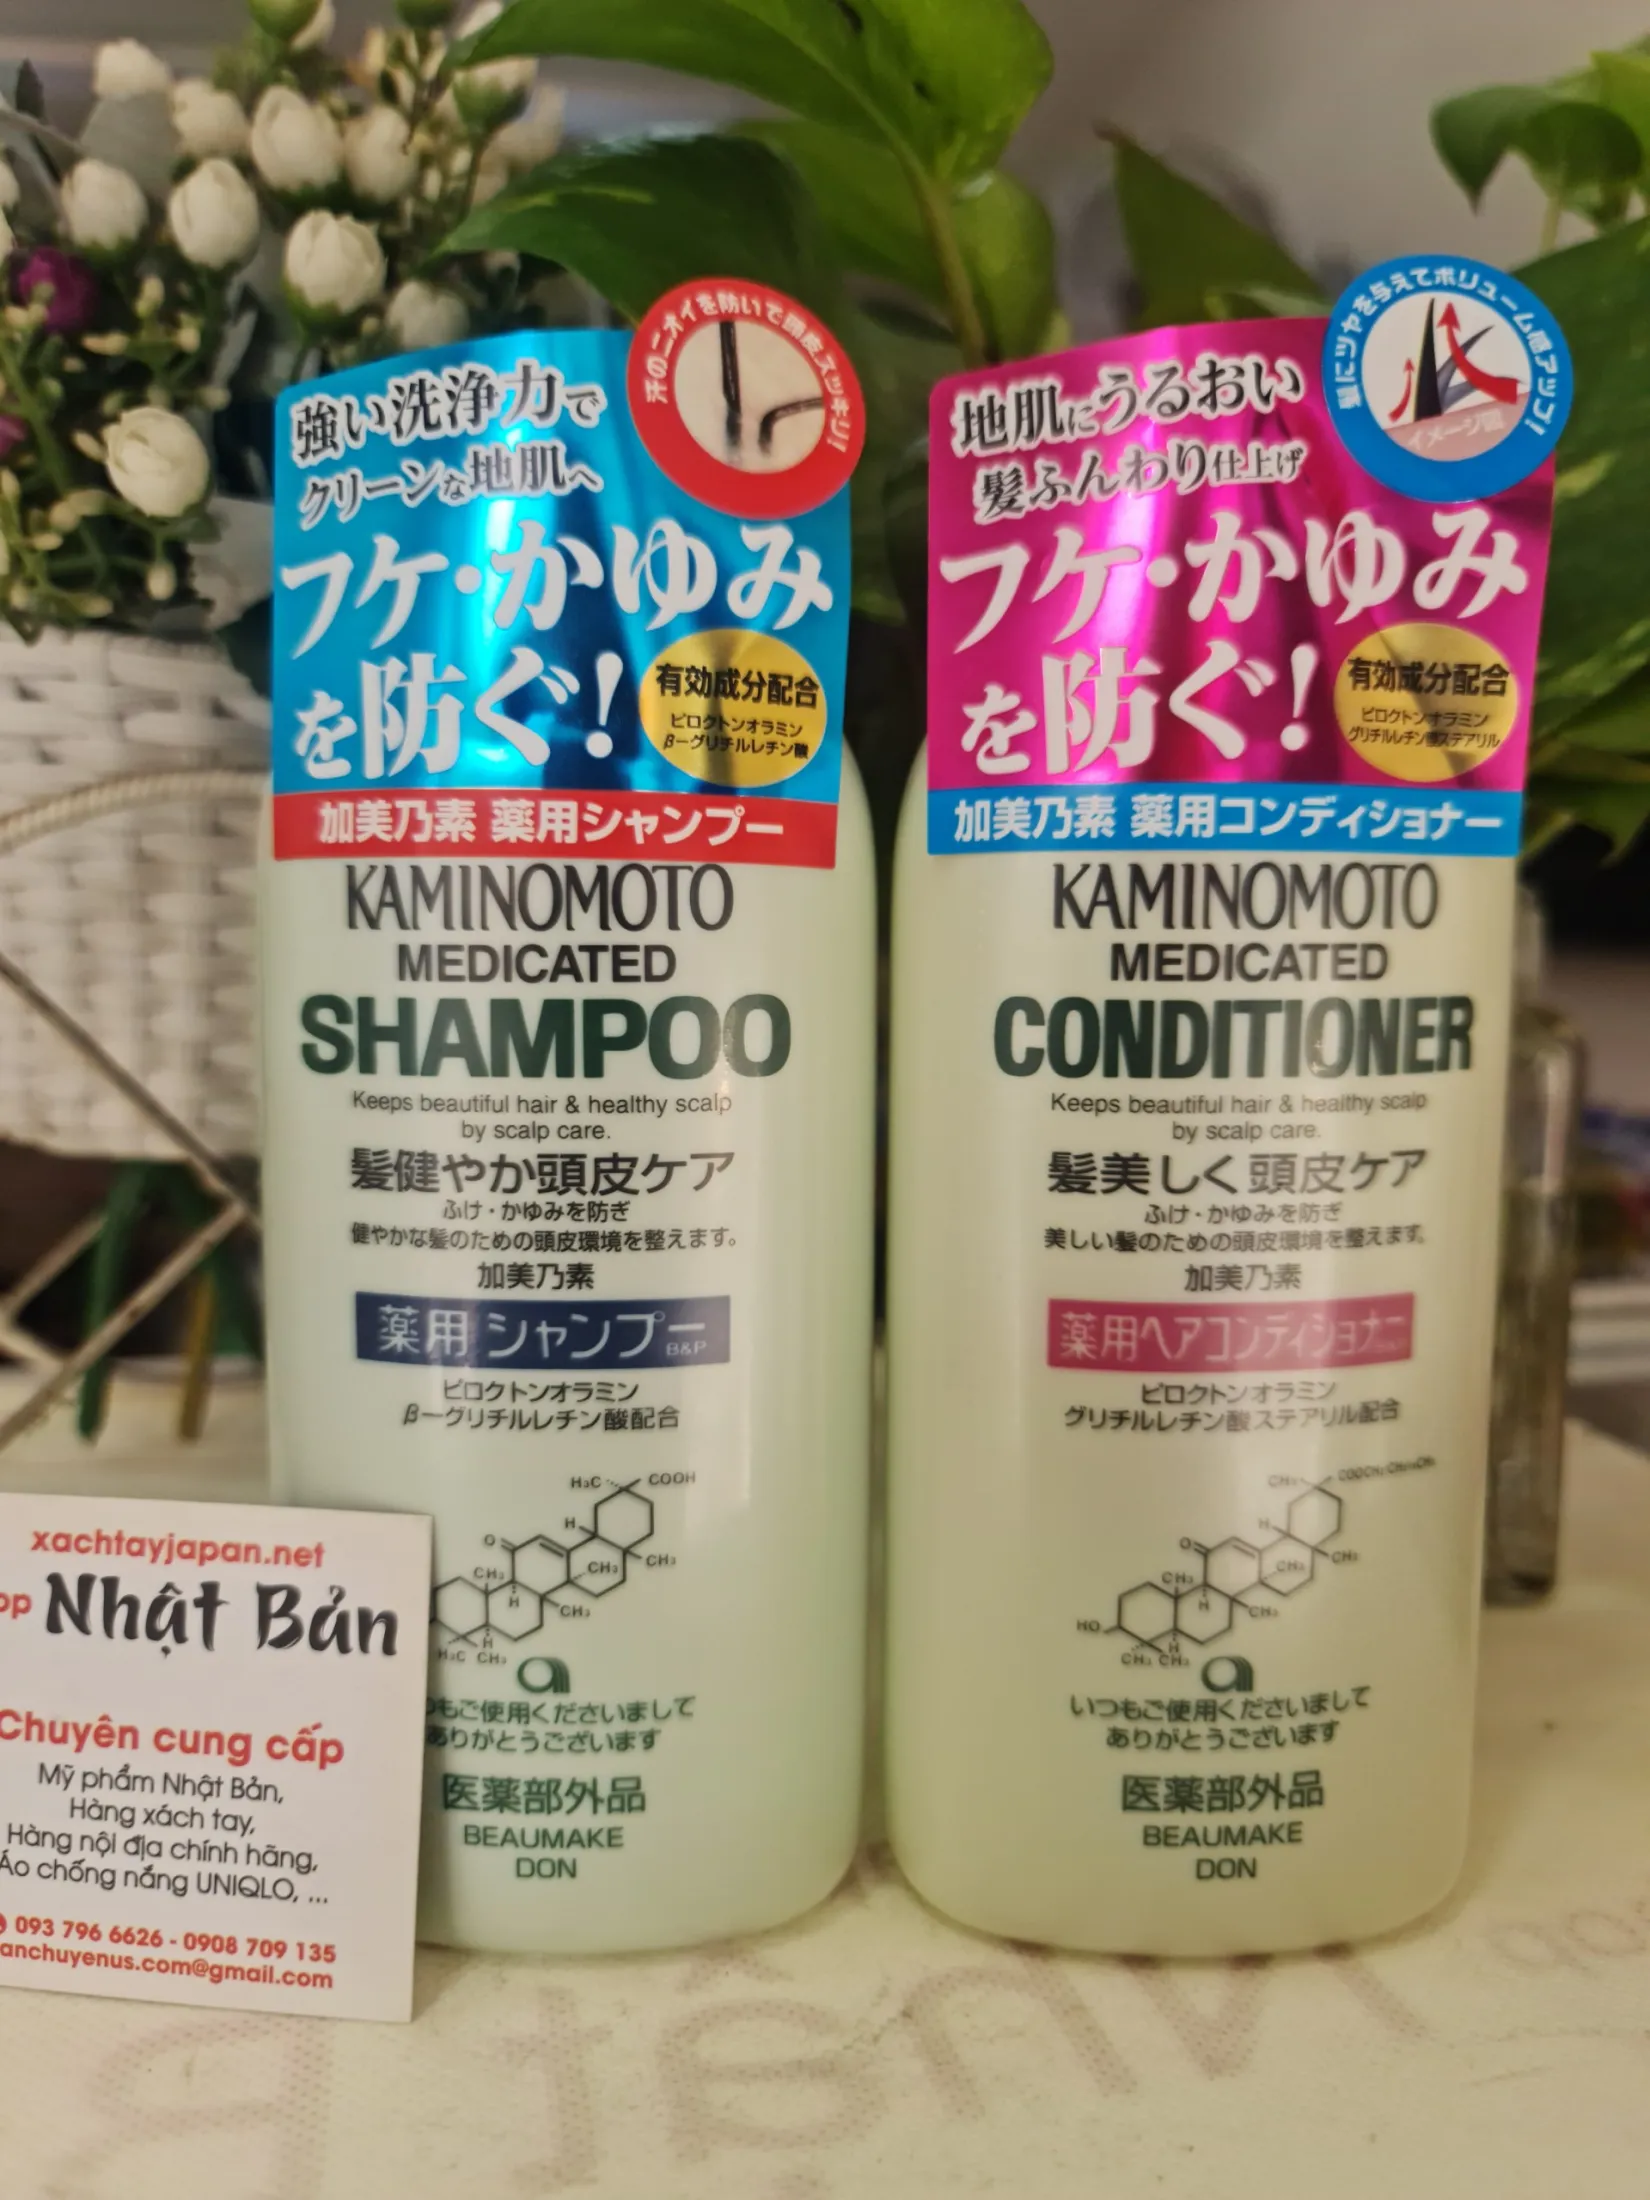 汗のニオイを防いで頭皮スッキリ!
強い洗浄力で
クリーンな地肌へ
フケ・かゆみ
を防ぐ!
有効成分配合
ピロクトンオラミン
β−グリチルレチン酸
加美乃素 薬用シャンプー
KAMINOMOTO
MEDICATED
SHAMPOO
Keeps beautiful hair & healthy scalp
by scalp care.
髪健やか頭皮ケア
ふけ・かゆみを防ぎ
健やかな髪のための頭皮環境を整えます。
加美乃素
薬用 シャンプー B&P
ピロクトンオラミン
β−グリチルレチン酸配合
H₃C COOH
H
O
CH₃ CH₃ CH₃
H CH₃
H
H₃C CH₃
もご使用くださいまして
ありがとうございます
医薬部外品
BEAUMAKE
DON
髪にツヤを与えてボリューム感アップ!
イメージ図
地肌にうるおい
髪ふんわり仕上げ
フケ・かゆみ
を防ぐ!
有効成分配合
ピロクトンオラミン
グリチルレチン酸ステアリル
加美乃素 薬用コンディショナー
KAMINOMOTO
MEDICATED
CONDITIONER
Keeps beautiful hair & healthy scalp
by scalp care.
髪美しく頭皮ケア
ふけ・かゆみを防ぎ
美しい髪のための頭皮環境を整えます。
加美乃素
薬用ヘアコンディショナー
ピロクトンオラミン
グリチルレチン酸ステアリル配合
CH₃
H
O
CH₃ CH₃ CH₃
H CH₃
HO
H
CH₃ CH₃
いつもご使用くださいまして
ありがとうございます
医薬部外品
BEAUMAKE
DON
xachtayjapan.net
op Nhật Bản
Chuyên cung cấp
Mỹ phẩm Nhật Bản,
Hàng xách tay,
Hàng nội địa chính hãng,
Áo chống nắng UNIQLO, ...
093 796 6626 - 0908 709 135
anchuyenus.com@gmail.com